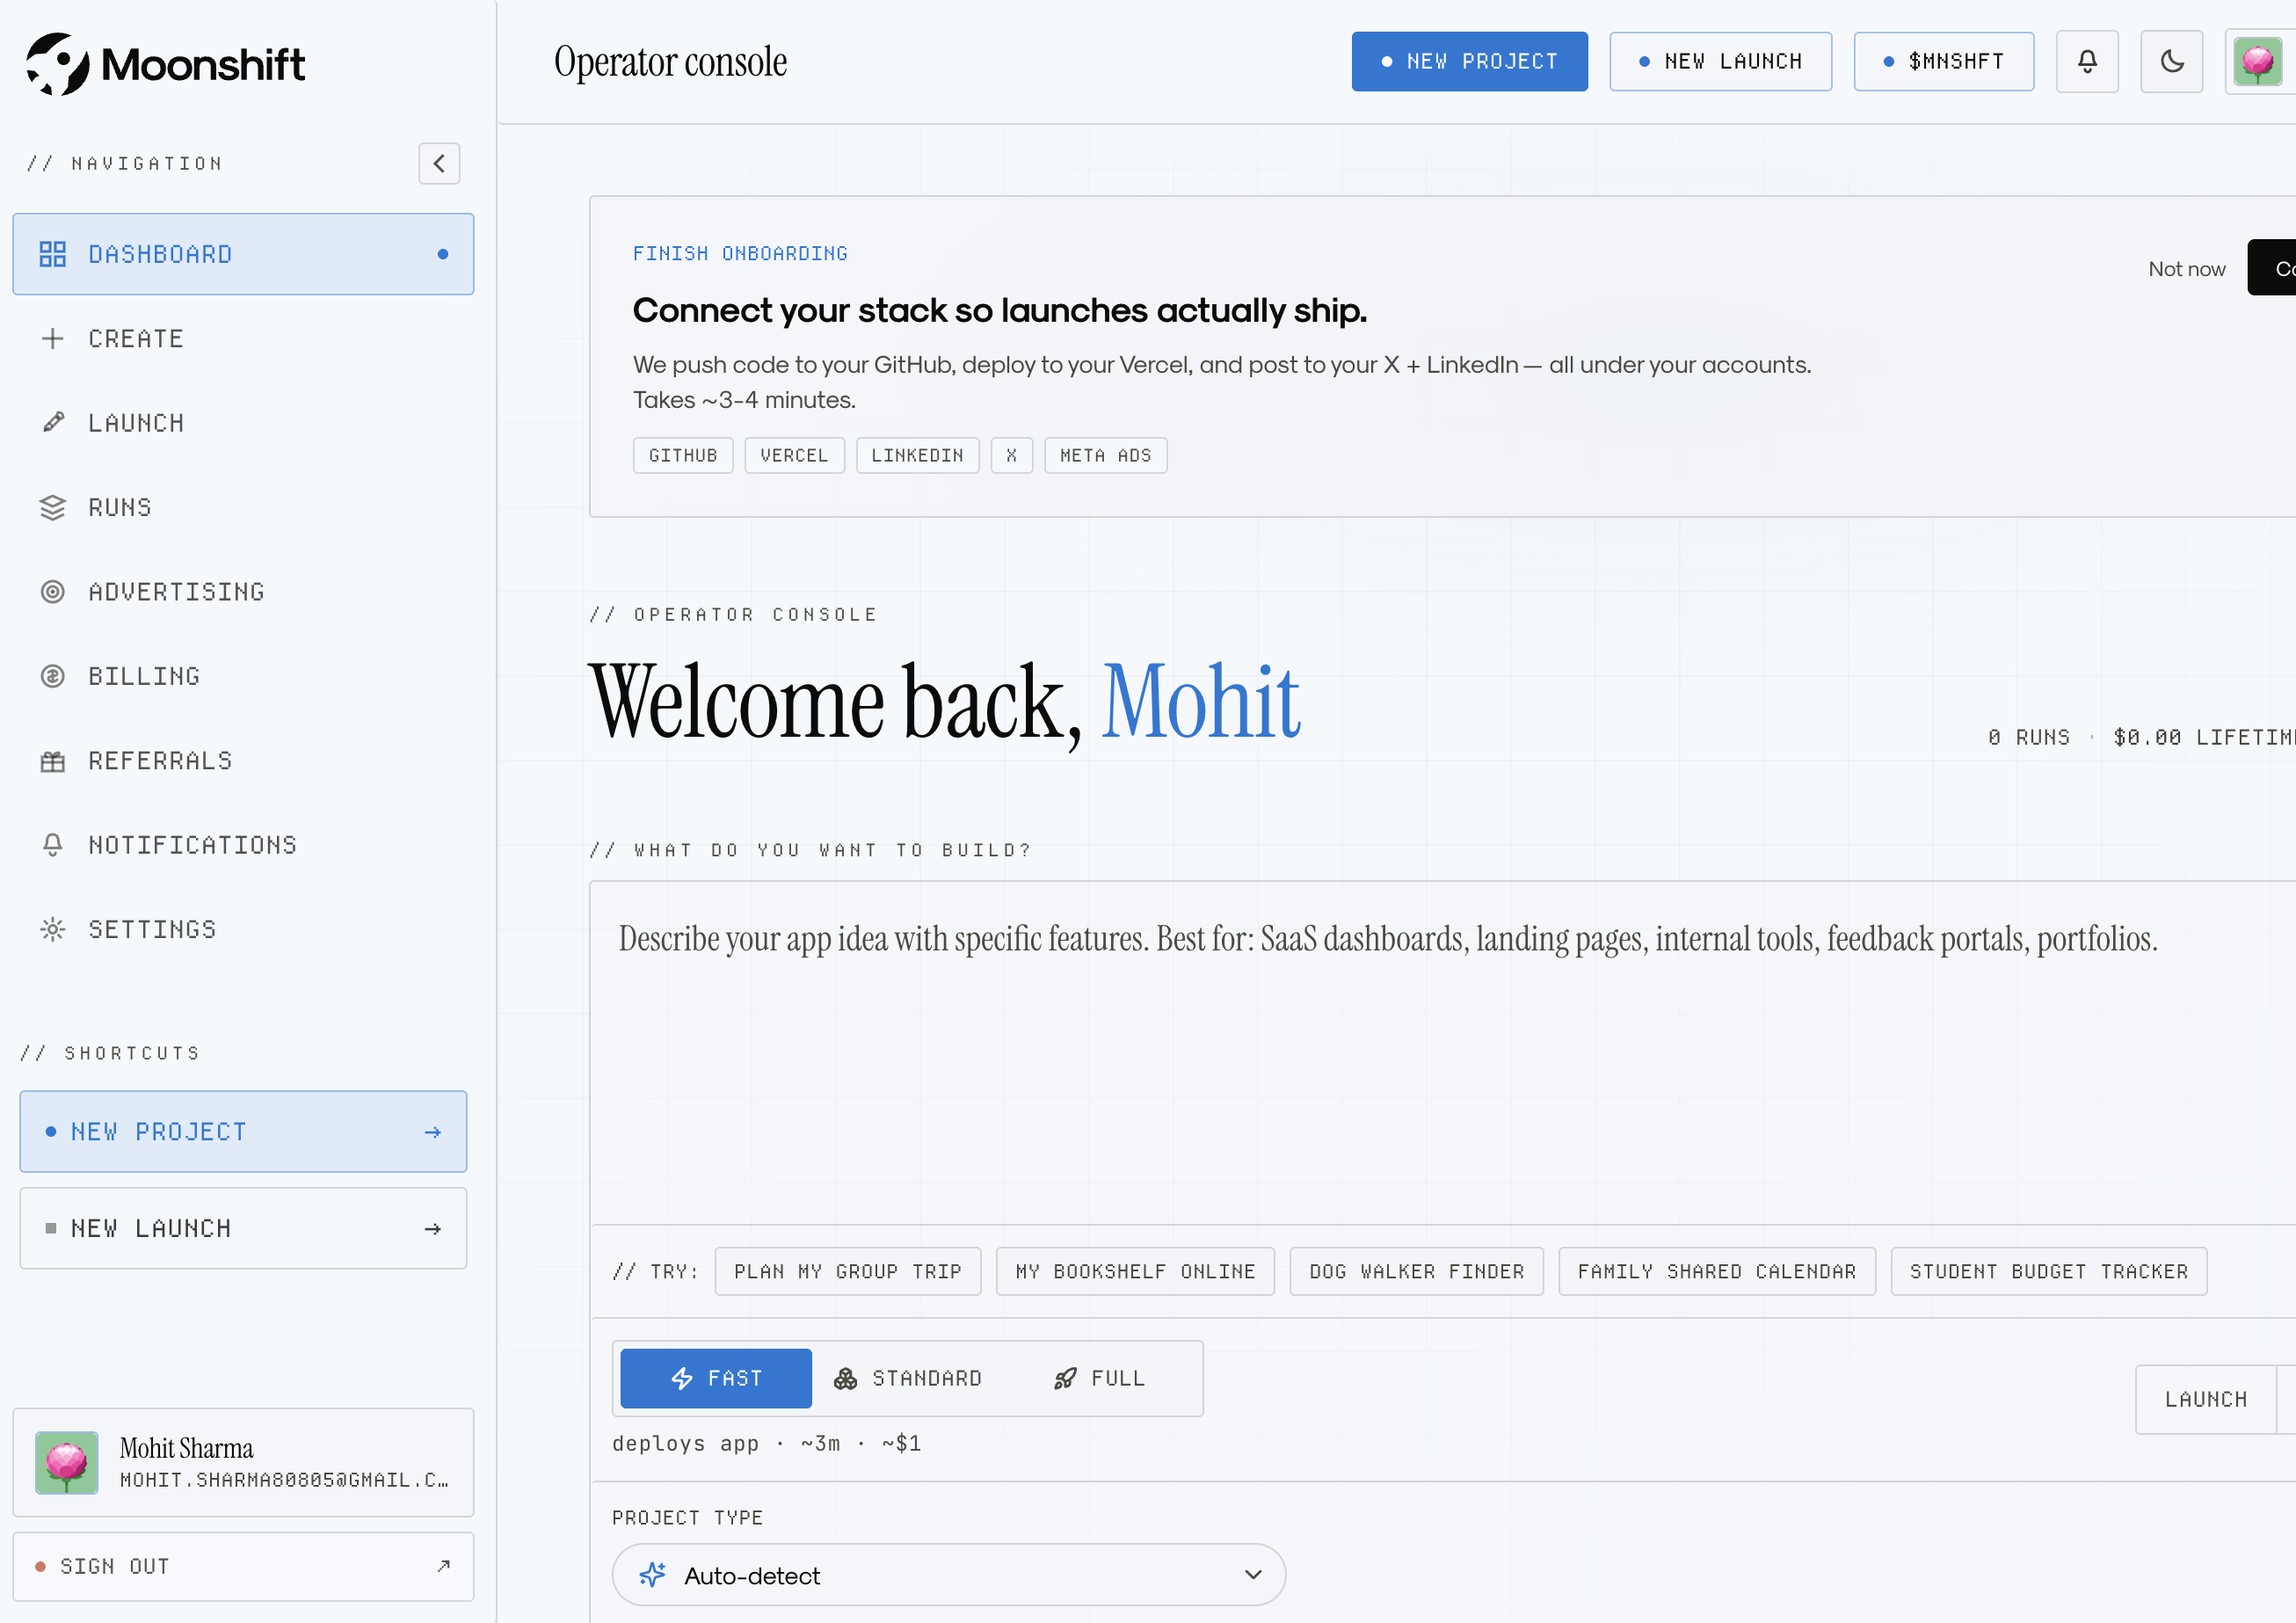 Moonshift
// NAVIGATION
DASHBOARD
CREATE
LAUNCH
RUNS
ADVERTISING
BILLING
REFERRALS
NOTIFICATIONS
SETTINGS
// SHORTCUTS
NEW PROJECT →
NEW LAUNCH →
Mohit Sharma
MOHIT.SHARMA80805@GMAIL.C…
SIGN OUT ↗
Operator console
NEW PROJECT
NEW LAUNCH
$MNSHFT
FINISH ONBOARDING
Not now
Connect your stack so launches actually ship.
We push code to your GitHub, deploy to your Vercel, and post to your X + LinkedIn — all under your accounts.
Takes ~3-4 minutes.
GITHUB VERCEL LINKEDIN X META ADS
// OPERATOR CONSOLE
Welcome back, Mohit
0 RUNS · $0.00 LIFETIM
// WHAT DO YOU WANT TO BUILD?
Describe your app idea with specific features. Best for: SaaS dashboards, landing pages, internal tools, feedback portals, portfolios.
// TRY: PLAN MY GROUP TRIP MY BOOKSHELF ONLINE DOG WALKER FINDER FAMILY SHARED CALENDAR STUDENT BUDGET TRACKER
FAST STANDARD FULL
LAUNCH
deploys app · ~3m · ~$1
PROJECT TYPE
Auto-detect